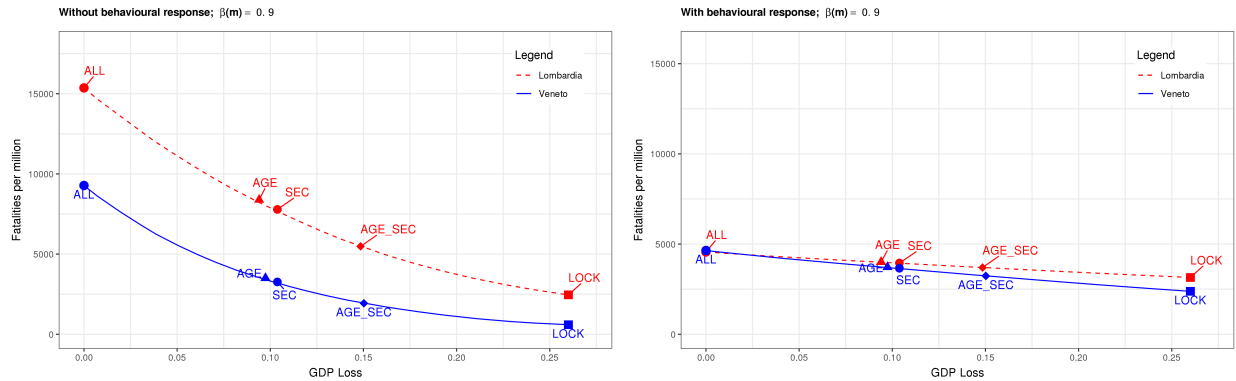 Without behavioural response; β(m) = 0. 9
Fatalities per million
15000
10000
5000
0
ALL
AGE
SEC
AGE_SEC
LOCK
ALL
AGE
SEC
AGE_SEC
LOCK
Legend
Lombardia
Veneto
0.00
0.05
0.10
0.15
0.20
0.25
GDP Loss
With behavioural response; β(m) = 0. 9
Fatalities per million
15000
10000
5000
0
ALL
AGE
SEC
AGE_SEC
LOCK
ALL
AGE
SEC
AGE_SEC
LOCK
Legend
Lombardia
Veneto
0.00
0.05
0.10
0.15
0.20
0.25
GDP Loss